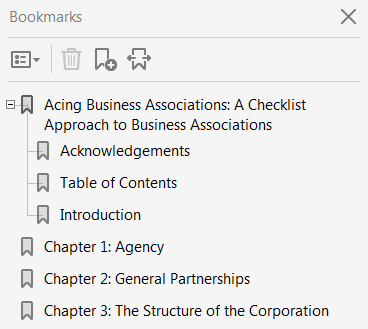 Bookmarks
Acing Business Associations: A Checklist
Approach to Business Associations
Acknowledgements
Table of Contents
Introduction
Chapter 1: Agency
Chapter 2: General Partnerships
Chapter 3: The Structure of the Corporation